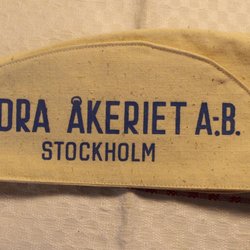 DRA ÅKERIET A.-B.
STOCKHOLM